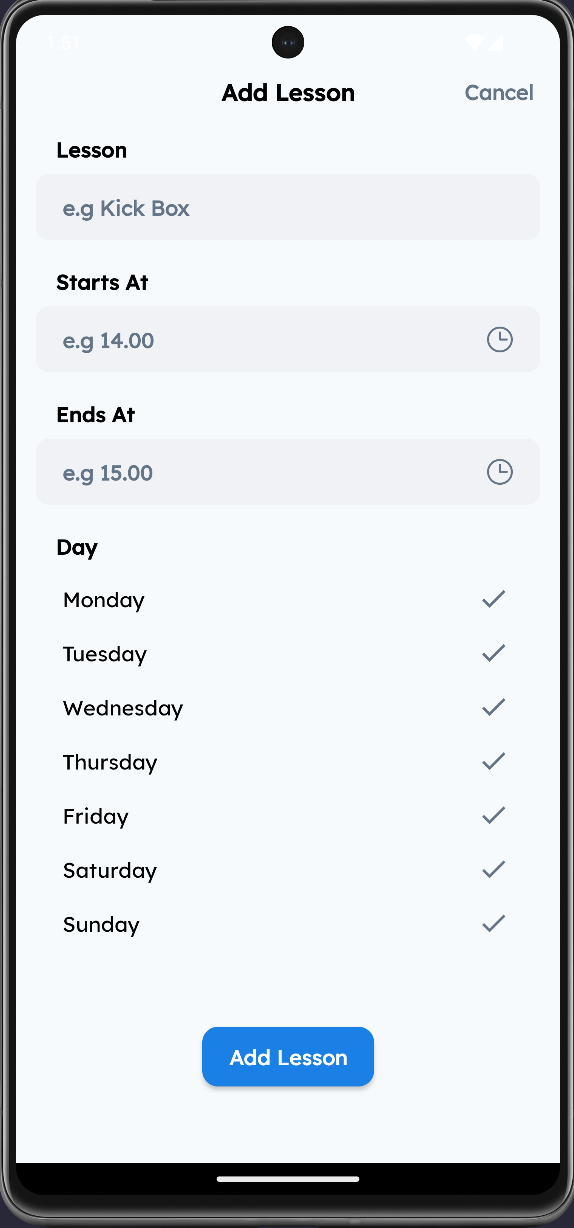 1:51
Add Lesson Cancel
Lesson
e.g Kick Box
Starts At
e.g 14.00
Ends At
e.g 15.00
Day
Monday
Tuesday
Wednesday
Thursday
Friday
Saturday
Sunday
Add Lesson